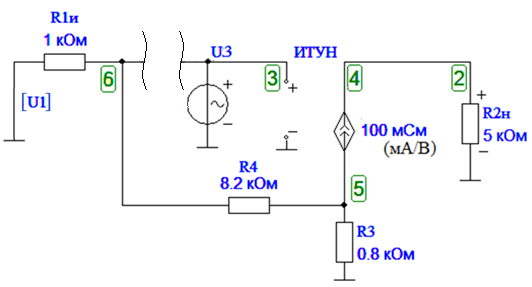 R1и
1 кОм
6
[U1]
U3
+
−
3
ИТУН
+
−
4
100 мСм
(мА/В)
2
+
R2н
5 кОм
−
R4
8.2 кОм
5
R3
0.8 кОм